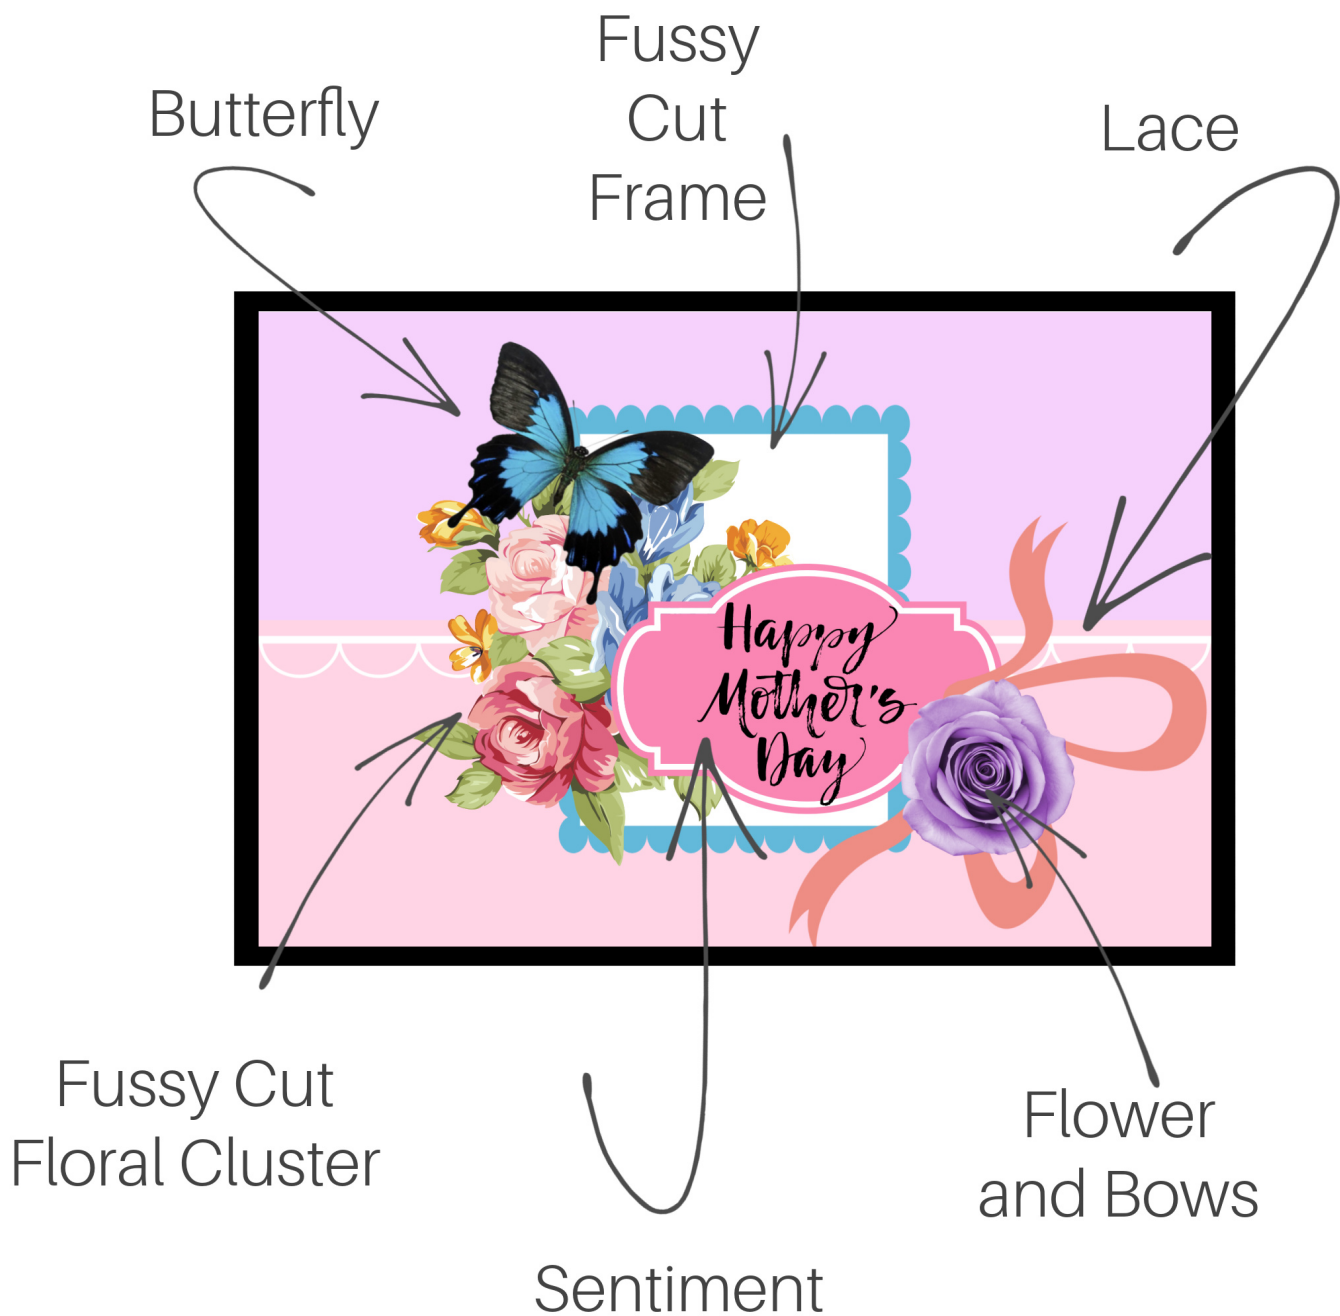 Butterfly
Fussy
Cut
Frame
Lace
Happy
Mother's
Day
Fussy Cut
Floral Cluster
Flower
and Bows
Sentiment